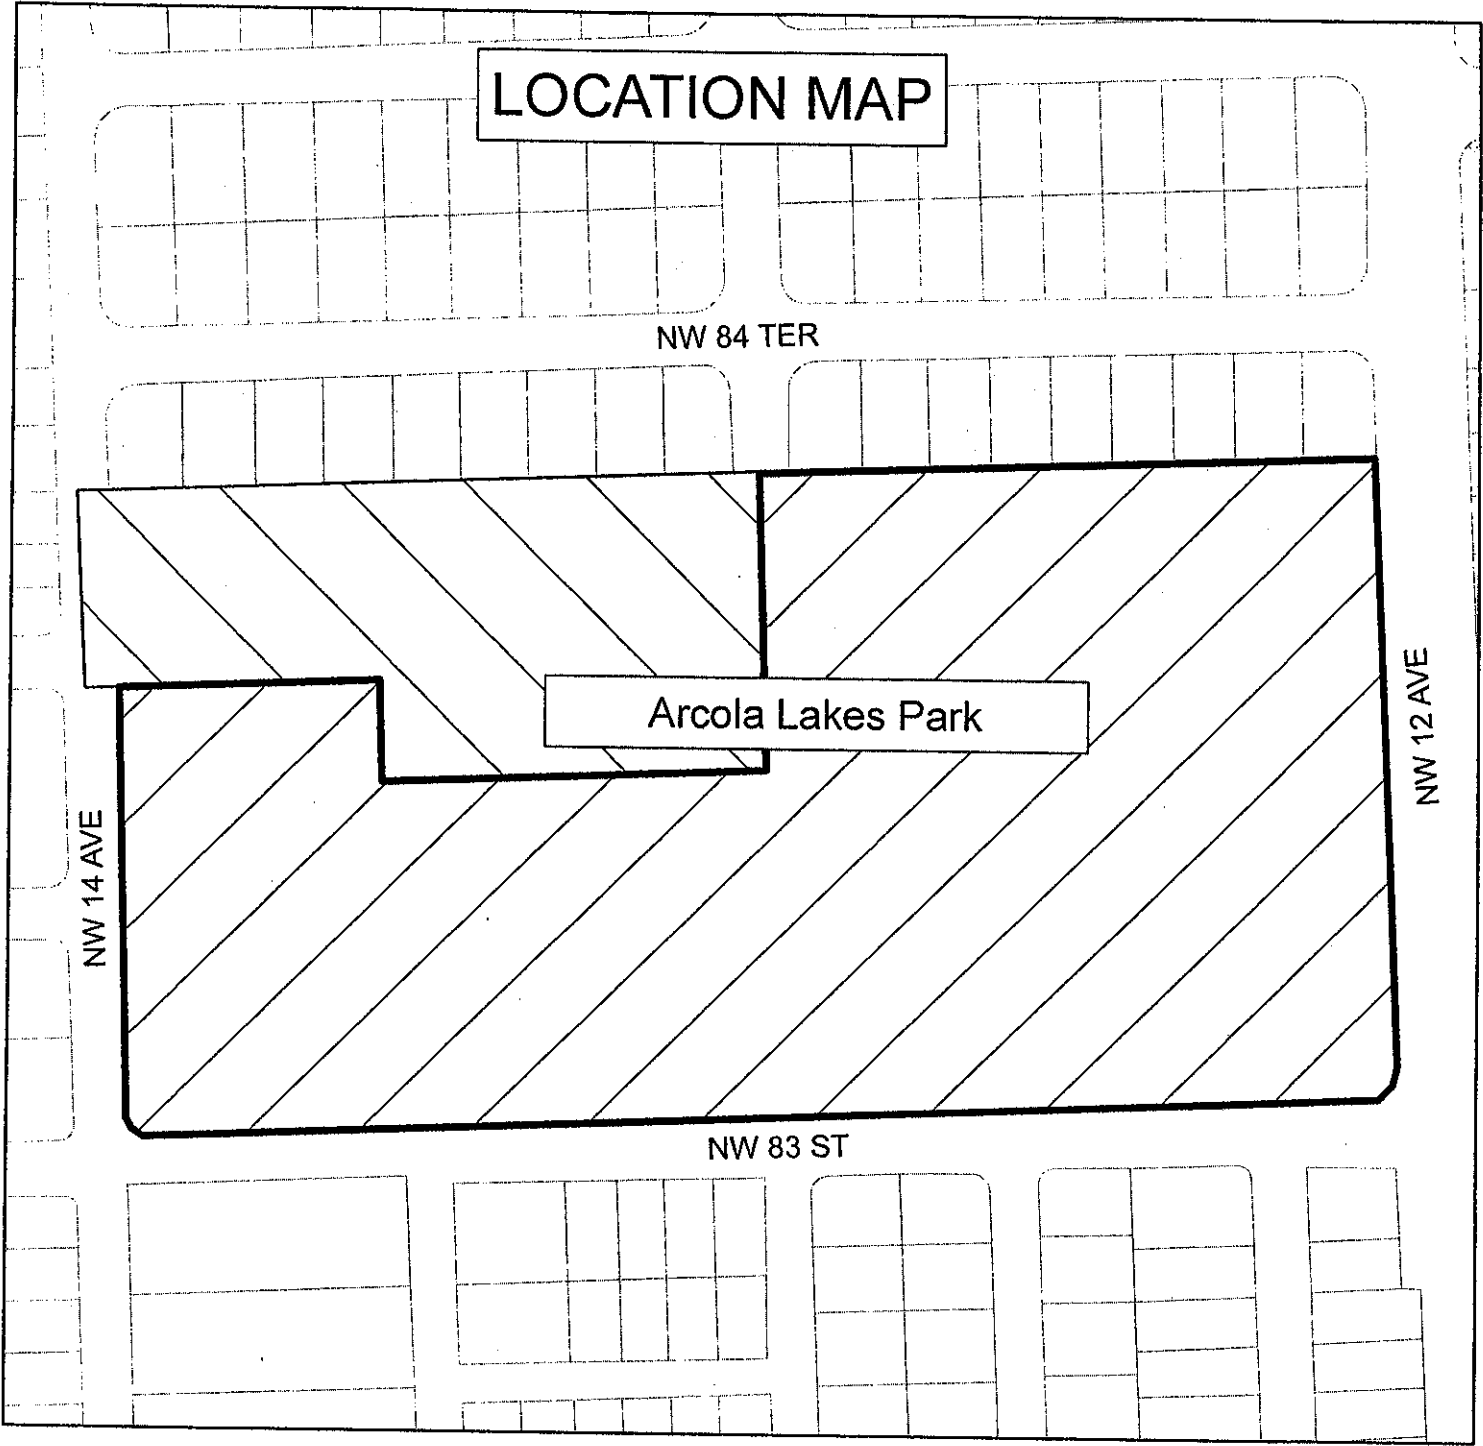 LOCATION MAP
NW 84 TER
Arcola Lakes Park
NW 12 AVE
NW 14 AVE
NW 83 ST